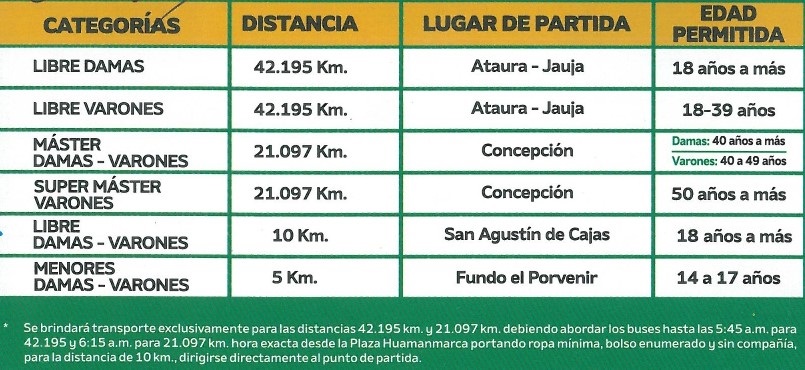 CATEGORÍAS DISTANCIA LUGAR DE PARTIDA EDAD PERMITIDA
LIBRE DAMAS 42.195 Km. Ataura - Jauja 18 años a más
LIBRE VARONES 42.195 Km. Ataura - Jauja 18-39 años
MÁSTER DAMAS - VARONES 21.097 Km. Concepción Damas: 40 años a más Varones: 40 a 49 años
SUPER MÁSTER VARONES 21.097 Km. Concepción 50 años a más
LIBRE DAMAS - VARONES 10 Km. San Agustín de Cajas 18 años a más
MENORES DAMAS - VARONES 5 Km. Fundo el Porvenir 14 a 17 años
* Se brindará transporte exclusivamente para las distancias 42.195 km. y 21.097 km. debiendo abordar los buses hasta las 5:45 a.m. para
42.195 y 6:15 a.m. para 21.097 km. hora exacta desde la Plaza Huamanmarca portando ropa mínima, bolso enumerado y sin compañía,
para la distancia de 10 km., dirigirse directamente al punto de partida.